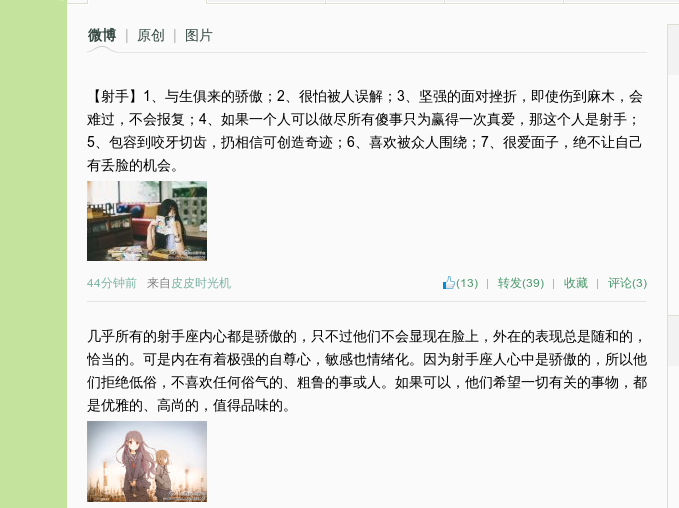 微博 | 原创 | 图片
【射手】1、与生俱来的骄傲；2、很怕被人误解；3、坚强的面对挫折，即使伤到麻木，会
难过，不会报复；4、如果一个人可以做尽所有傻事只为赢得一次真爱，那这个人是射手；
5、包容到咬牙切齿，扔相信可创造奇迹；6、喜欢被众人围绕；7、很爱面子，绝不让自己
有丢脸的机会。
44分钟前 来自皮皮时光机 (13) | 转发(39) | 收藏 | 评论(3)
几乎所有的射手座内心都是骄傲的，只不过他们不会显现在脸上，外在的表现总是随和的，
恰当的。可是内在有着极强的自尊心，敏感也情绪化。因为射手座人心中是骄傲的，所以他
们拒绝低俗，不喜欢任何俗气的、粗鲁的事或人。如果可以，他们希望一切有关的事物，都
是优雅的、高尚的，值得品味的。